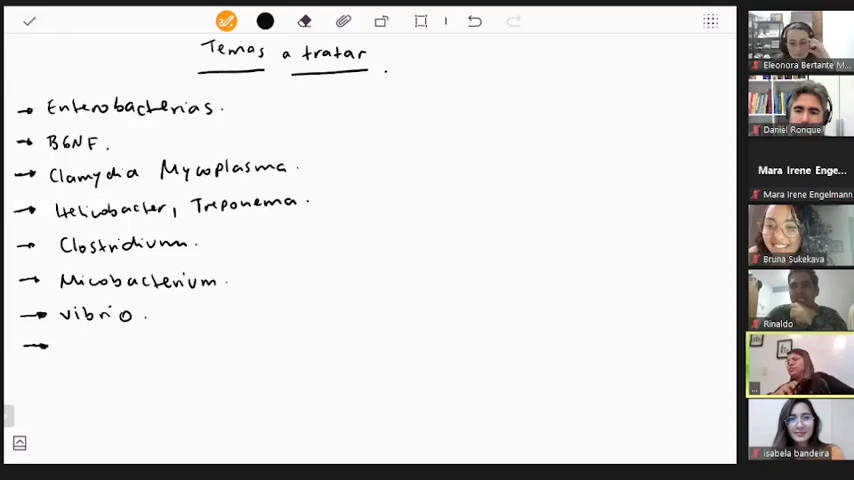 Temas a tratar.
→ Enterobacterias.
→ BGNF.
→ Clamydia Mycoplasma.
→ Helicobacter, Treponema.
→ Clostridium.
→ Micobacterium.
→ vibrio.
→
Eleonora Bertante M...
Daniel Ronquel
Mara Irene Enge...
Mara Irene Engelmann
Bruna Sukekava
Rinaldo
...
isabela bandeira